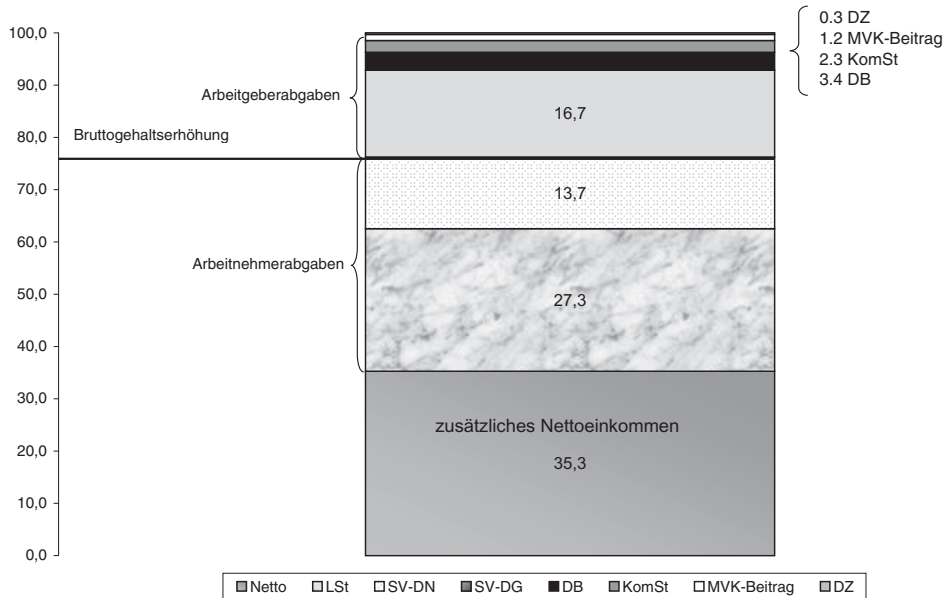 100,0
90,0
80,0
70,0
60,0
50,0
40,0
30,0
20,0
10,0
0,0
Arbeitgeberabgaben
Bruttogehaltserhöhung
Arbeitnehmerabgaben
16,7
13,7
27,3
zusätzliches Nettoeinkommen
35,3
0.3 DZ
1.2 MVK-Beitrag
2.3 KomSt
3.4 DB
Netto LSt SV-DN SV-DG DB KomSt MVK-Beitrag DZ